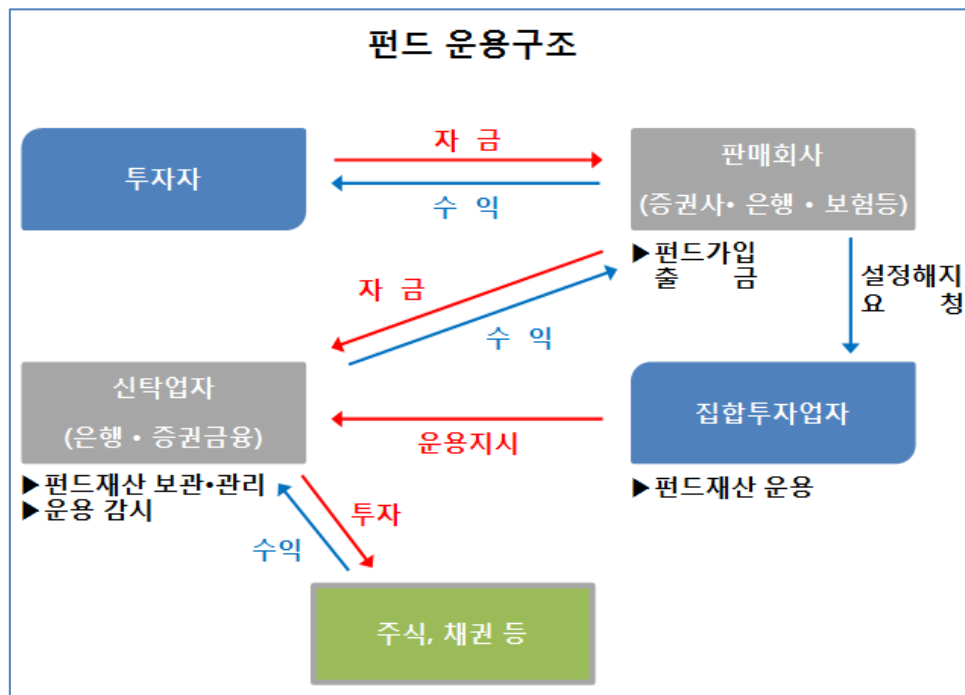 펀드 운용구조
투자자
자 금
수 익
판매회사
(증권사• 은행 • 보험등)
▶펀드가입
출 금
설정해지
요 청
자 금
수 익
신탁업자
(은행 • 증권금융)
▶펀드재산 보관•관리
▶운용 감시
운용지시
집합투자업자
▶펀드재산 운용
투자
수익
주식, 채권 등